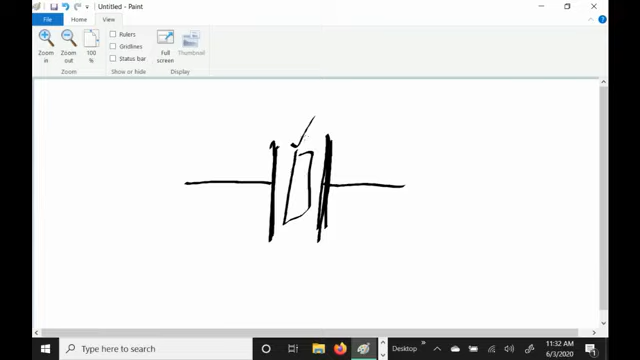 Untitled - Paint
File Home View
Zoom in
Zoom out
100 %
Rulers
Gridlines
Status bar
Full screen
Thumbnail
Zoom
Show or hide
Display
Type here to search
Desktop
11:32 AM
6/3/2020
1